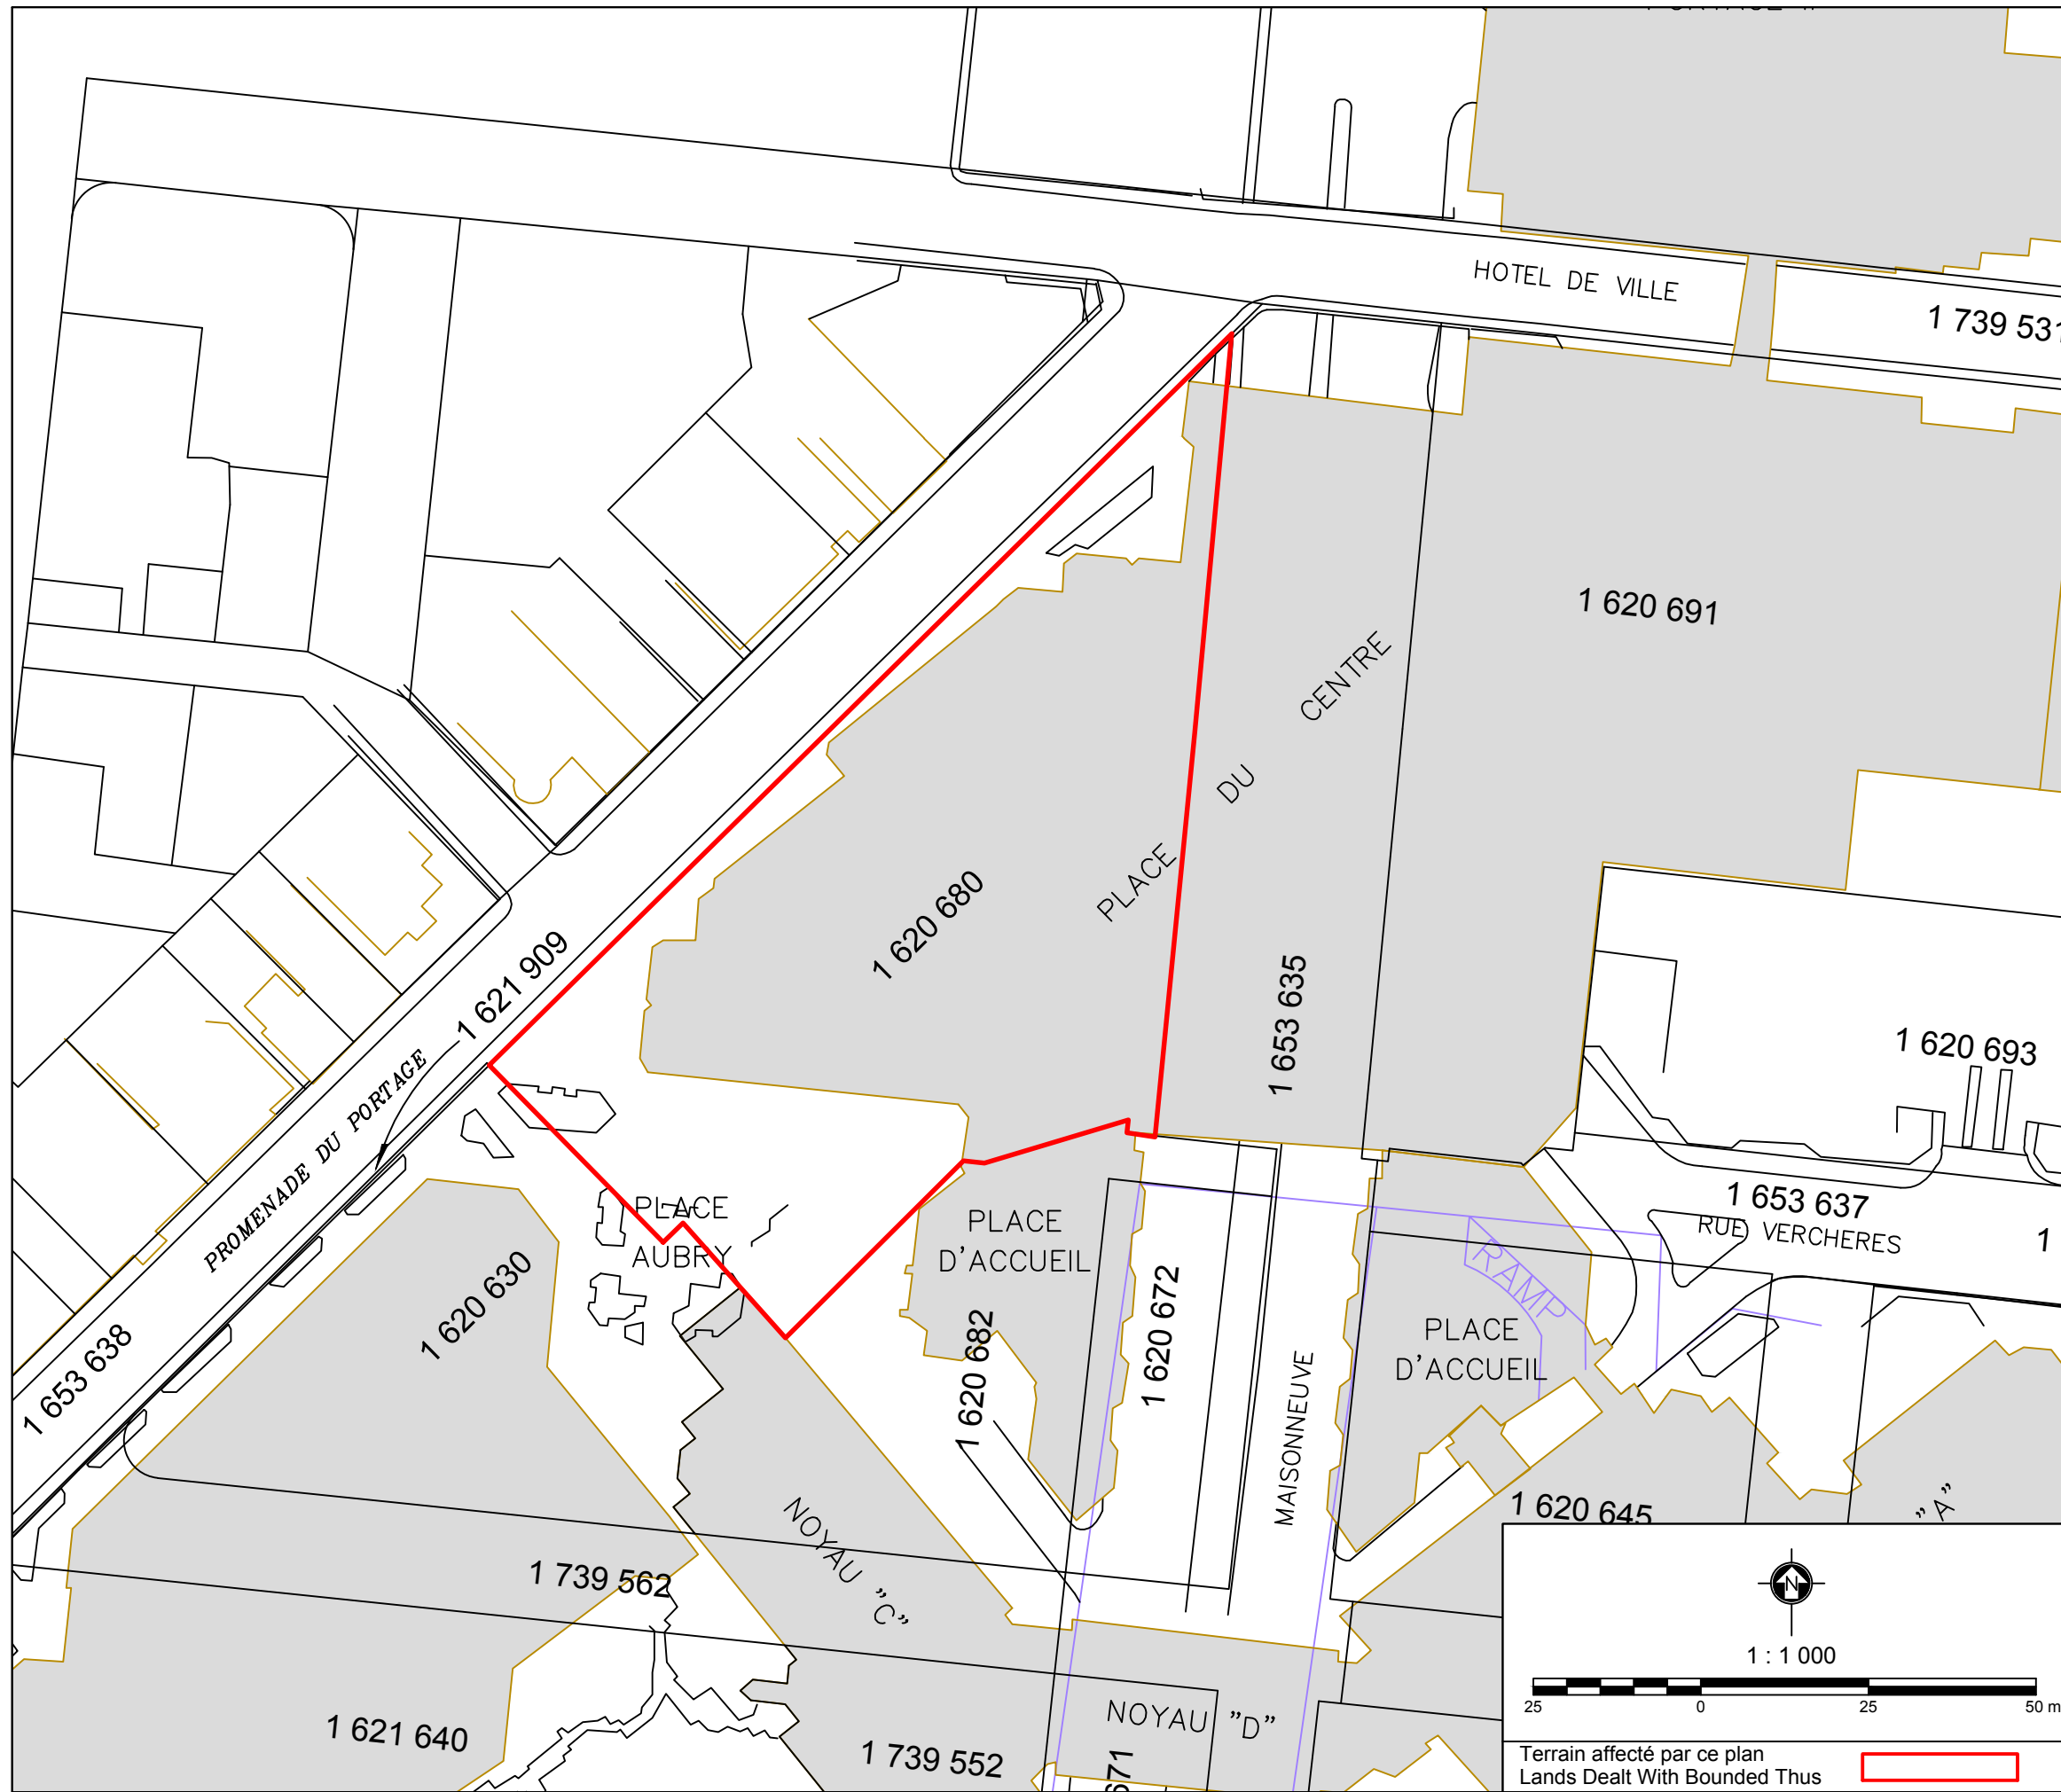 HOTEL DE VILLE
1 739 531
1 620 691
PLACE DU CENTRE
1 620 680
1 653 635
1 621 909
PROMENADE DU PORTAGE
1 620 693
1 653 637
RUE VERCHERES
1
PLACE
AUBRY
PLACE
D'ACCUEIL
RAMP
1 620 630
1 620 682
1 620 672
MAISONNEUVE
PLACE
D'ACCUEIL
1 653 638
1 620 645
"A"
NOYAU "C"
1 739 562
NOYAU "D"
1 621 640
1 739 552
671
N
1 : 1 000
25 0 25 50 m
Terrain affecté par ce plan
Lands Dealt With Bounded Thus